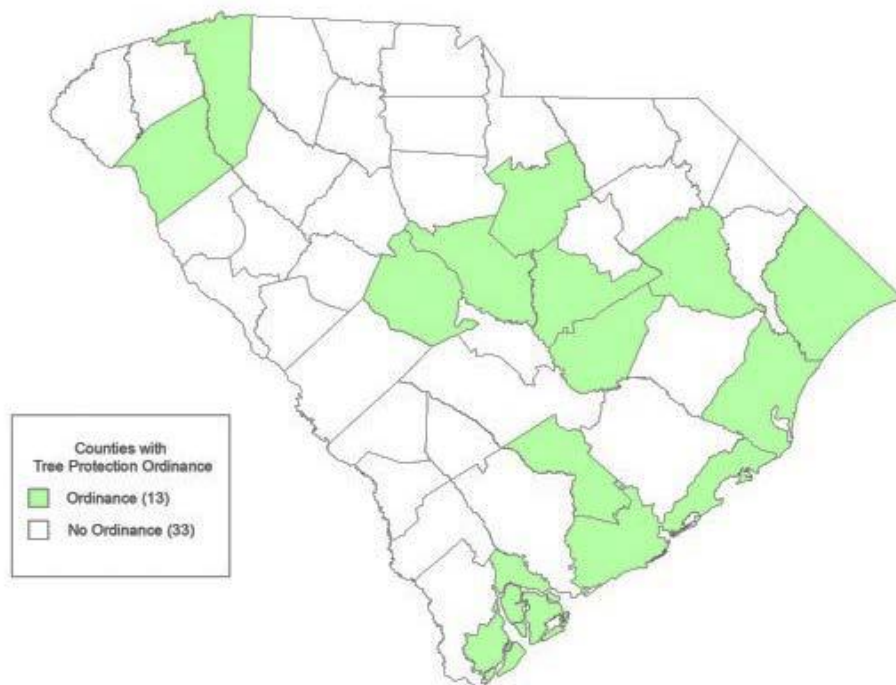 Counties with
Tree Protection Ordinance
Ordinance (13)
No Ordinance (33)